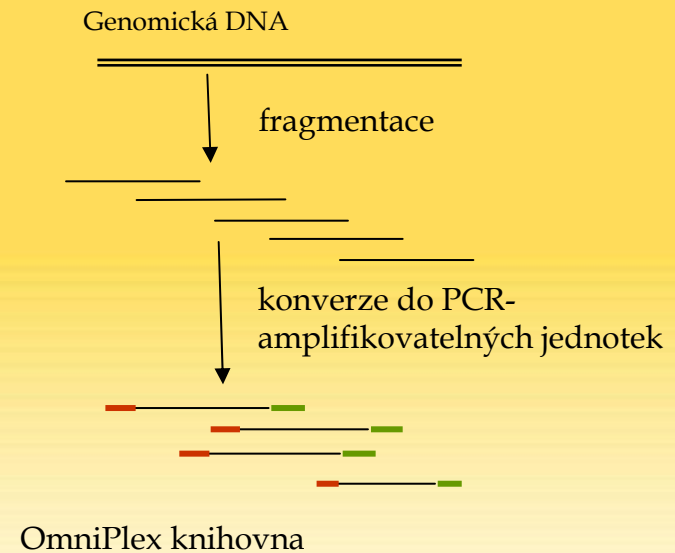 Genomická DNA
fragmentace
konverze do PCR-
amplifikovatelných jednotek
OmniPlex knihovna